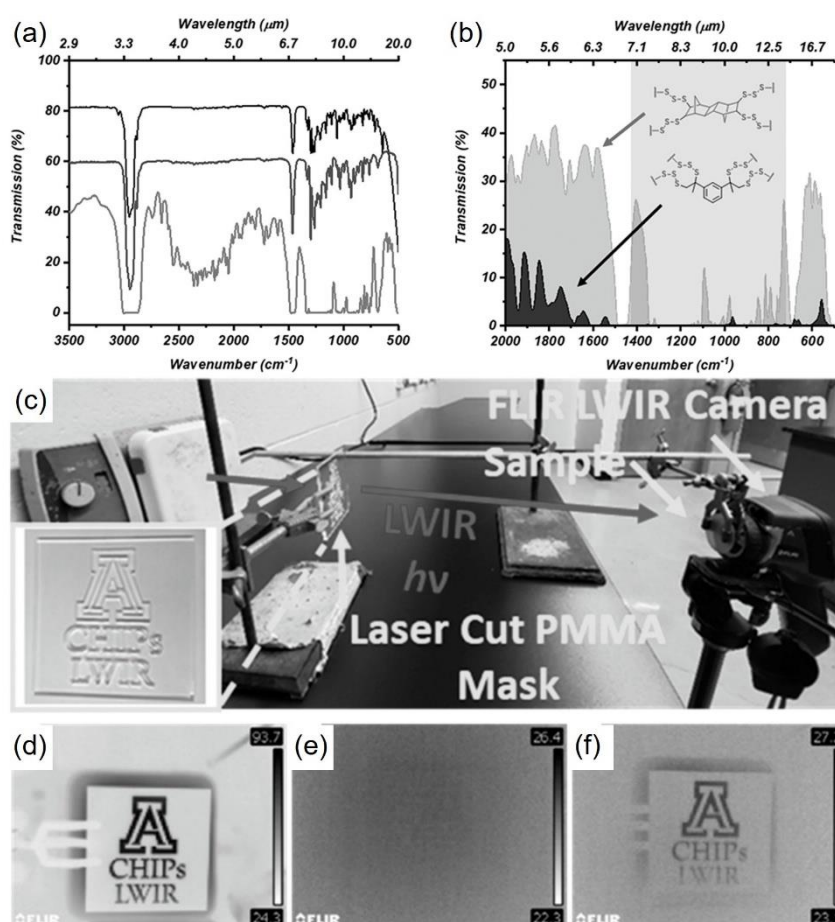 (a)
Wavelength (μm)
2.9 3.3 4.0 5.0 6.7 10.0 20.0
100
80
60
40
20
0
Transmission (%)
3500 3000 2500 2000 1500 1000 500
Wavenumber (cm⁻¹)
(b)
Wavelength (μm)
5.0 5.6 6.3 7.1 8.3 10.0 12.5 16.7
50
40
30
20
10
0
Transmission (%)
2000 1800 1600 1400 1200 1000 800 600
Wavenumber (cm⁻¹)
(c)
FLIR LWIR Camera
Sample
LWIR
hν
Laser Cut PMMA
Mask
A
CHIPs
LWIR
(d)
93.7
A
CHIPs
LWIR
24.3
FLIR
(e)
26.4
22.3
FLIR
(f)
A
CHIPs
LWIR
FLIR